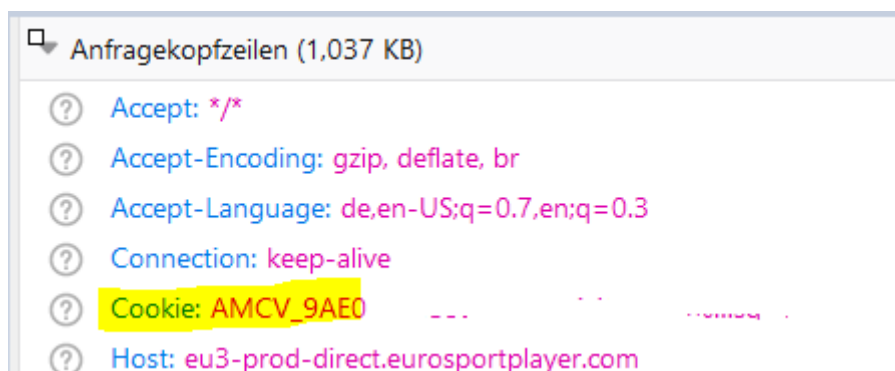 Anfragekopfzeilen (1,037 KB)
Accept: */*
Accept-Encoding: gzip, deflate, br
Accept-Language: de,en-US;q=0.7,en;q=0.3
Connection: keep-alive
Cookie: AMCV_9AE0
Host: eu3-prod-direct.eurosportplayer.com